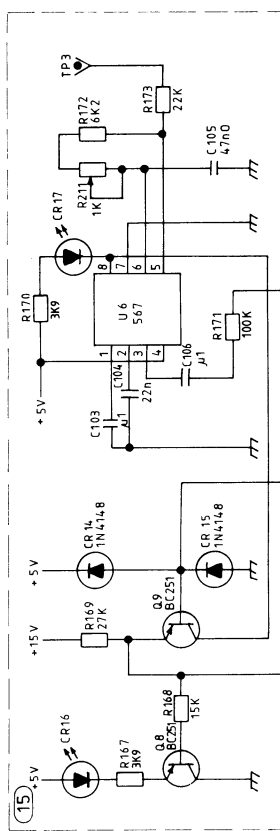 15
+5V
CR16
R167
3K9
Q8
BC251
R168
15K
+15V
R169
27K
+5V
CR14
1N4148
Q9
BC251
CR15
1N4148
+5V
R170
3K9
CR17
C103
µ1
C104
22n
1
2
3
4
U6
567
8
7
6
5
C106
µ1
R171
100K
R211
1K
R172
6K2
TP3
R173
22K
C105
47n0